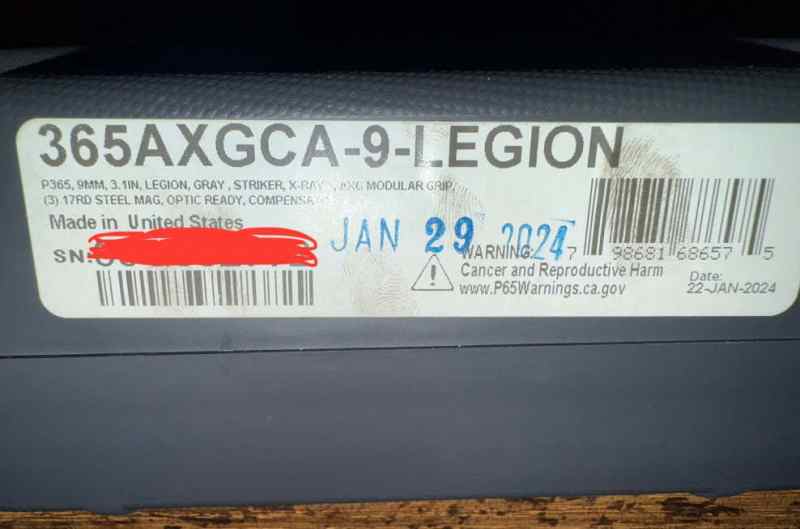 365AXGCA-9-LEGION
P365, 9MM, 3.1IN, LEGION, GRAY , STRIKER, X-RAY3, AXG MODULAR GRIP,
(3) 17RD STEEL MAG, OPTIC READY,
Made in United States
SN:
JAN 29 2024
7 98681 68657 5
WARNING:
Cancer and Reproductive Harm
www.P65Warnings.ca.gov
Date:
22-JAN-2024